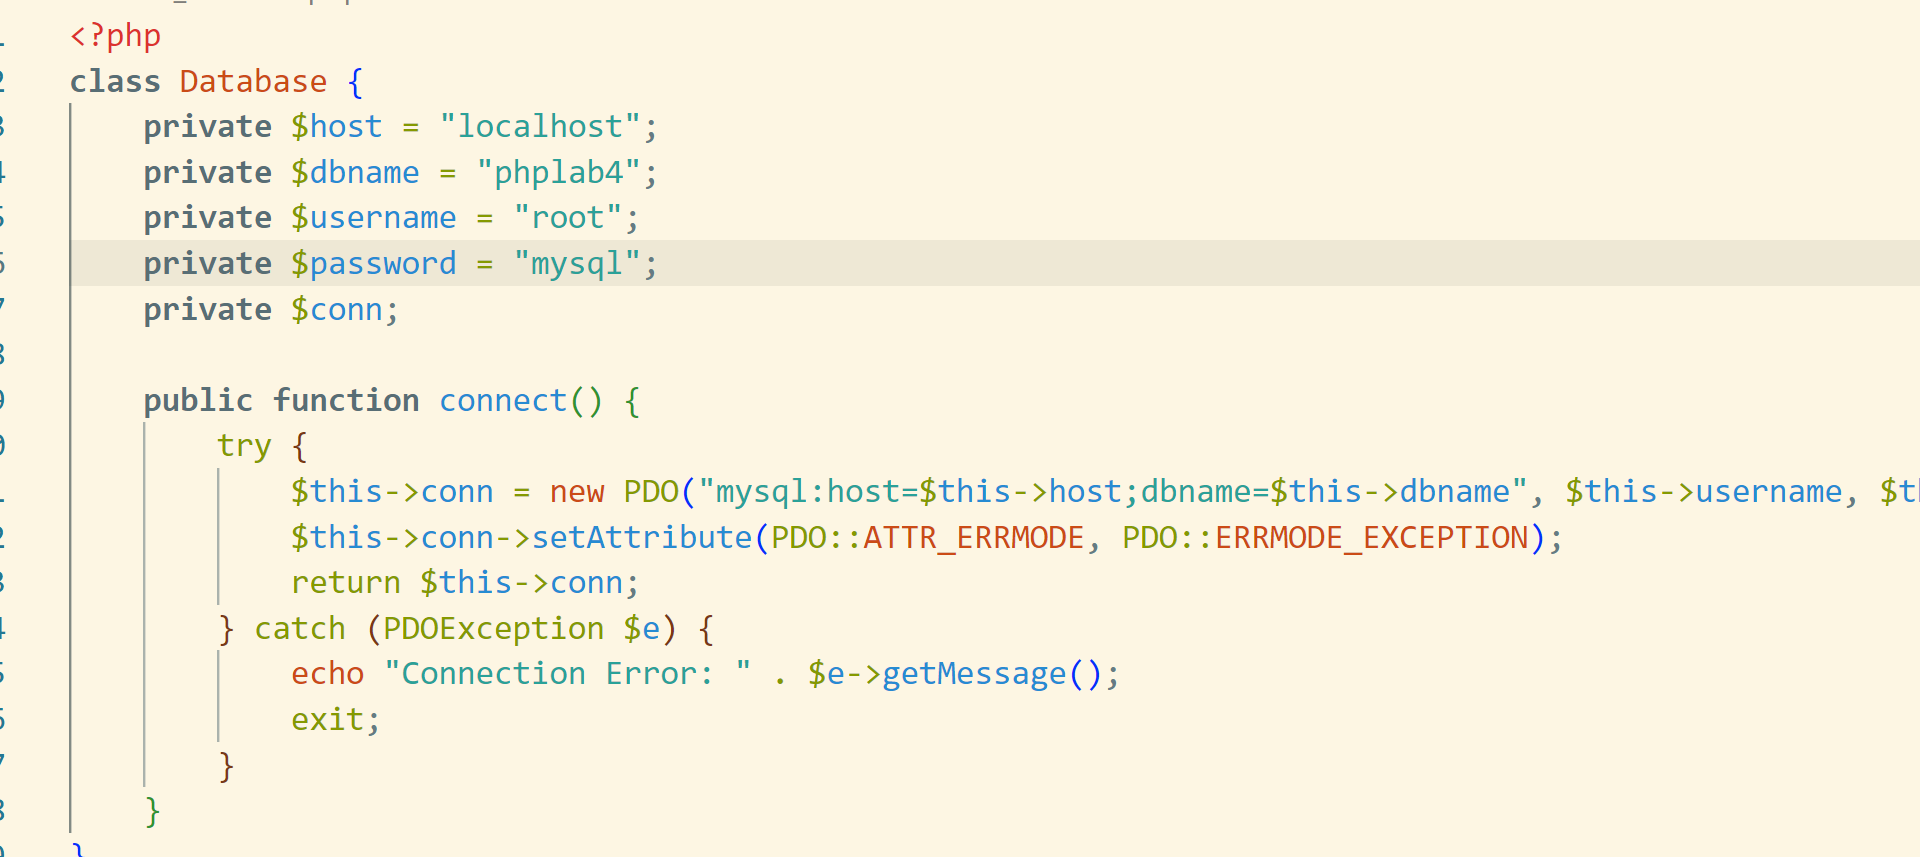 <?php
class Database {
    private $host = "localhost";
    private $dbname = "phplab4";
    private $username = "root";
    private $password = "mysql";
    private $conn;

    public function connect() {
        try {
            $this->conn = new PDO("mysql:host=$this->host;dbname=$this->dbname", $this->username,
            $this->conn->setAttribute(PDO::ATTR_ERRMODE, PDO::ERRMODE_EXCEPTION);
            return $this->conn;
        } catch (PDOException $e) {
            echo "Connection Error: " . $e->getMessage();
            exit;
        }
    }
}